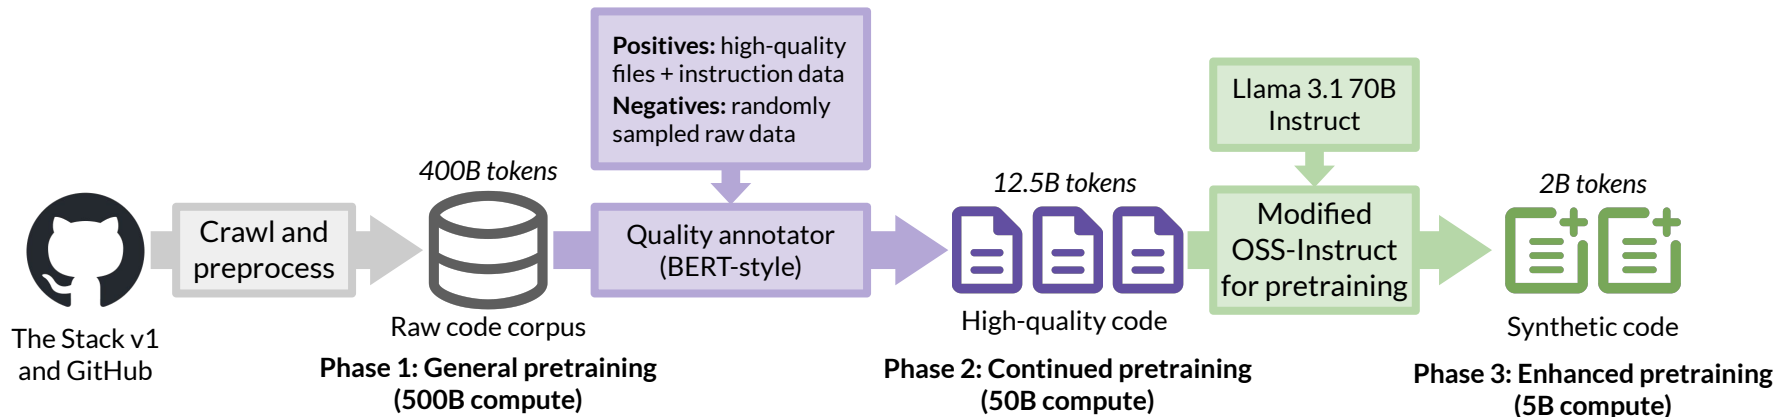 Positives: high-quality
files + instruction data
Negatives: randomly
sampled raw data
Llama 3.1 70B
Instruct
400B tokens
12.5B tokens
2B tokens
Crawl and
preprocess
Quality annotator
(BERT-style)
Modified
OSS-Instruct
for pretraining
The Stack v1
and GitHub
Raw code corpus
High-quality code
Synthetic code
Phase 1: General pretraining
(500B compute)
Phase 2: Continued pretraining
(50B compute)
Phase 3: Enhanced pretraining
(5B compute)